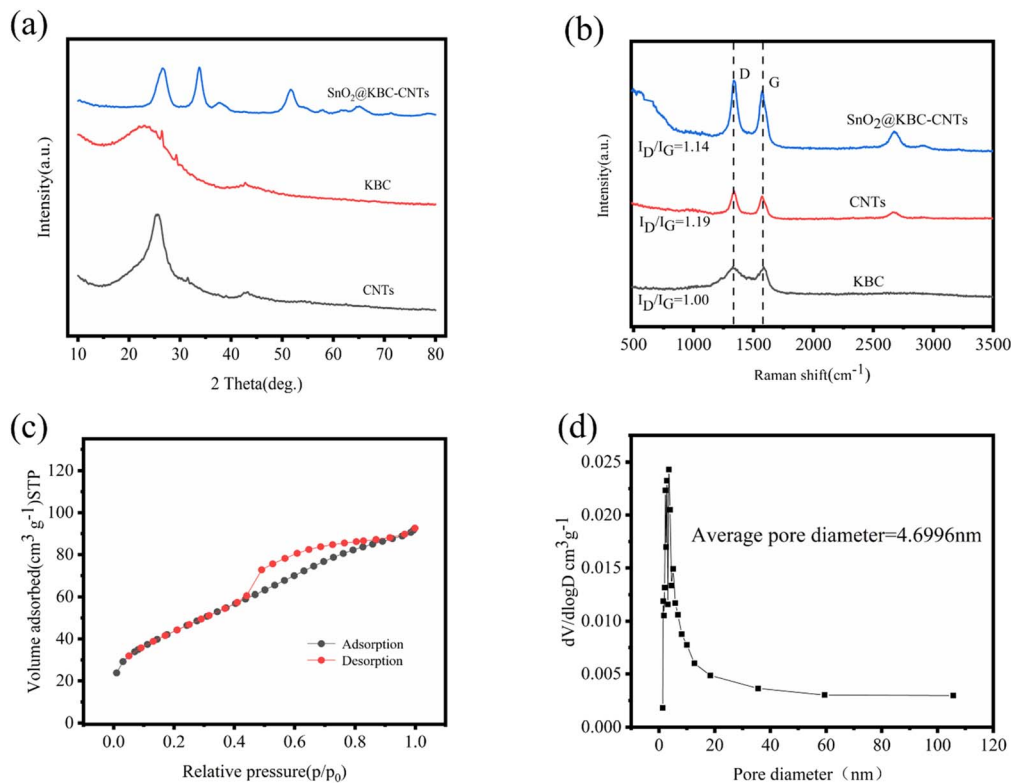 (a)
SnO2@KBC-CNTs
KBC
CNTs
Intensity(a.u.)
10 20 30 40 50 60 70 80
2 Theta(deg.)
(b)
D
G
SnO2@KBC-CNTs
ID/IG=1.14
CNTs
ID/IG=1.19
KBC
ID/IG=1.00
Intensity(a.u.)
500 1000 1500 2000 2500 3000 3500
Raman shift(cm-1)
(c)
120
100
80
60
40
20
0
Volume adsorbed(cm3 g-1)STP
Adsorption
Desorption
0.0 0.2 0.4 0.6 0.8 1.0
Relative pressure(p/p0)
(d)
0.025
0.020
0.015
0.010
0.005
0.000
dV/dlogD cm3g-1
Average pore diameter=4.6996nm
0 20 40 60 80 100 120
Pore diameter（nm）